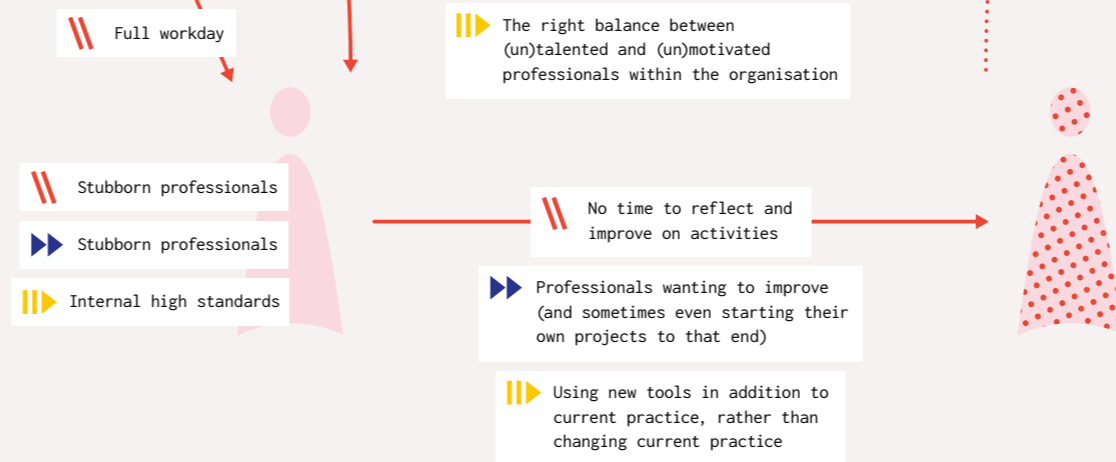 Full workday
The right balance between
(un)talented and (un)motivated
professionals within the organisation
Stubborn professionals
Stubborn professionals
Internal high standards
No time to reflect and
improve on activities
Professionals wanting to improve
(and sometimes even starting their
own projects to that end)
Using new tools in addition to
current practice, rather than
changing current practice